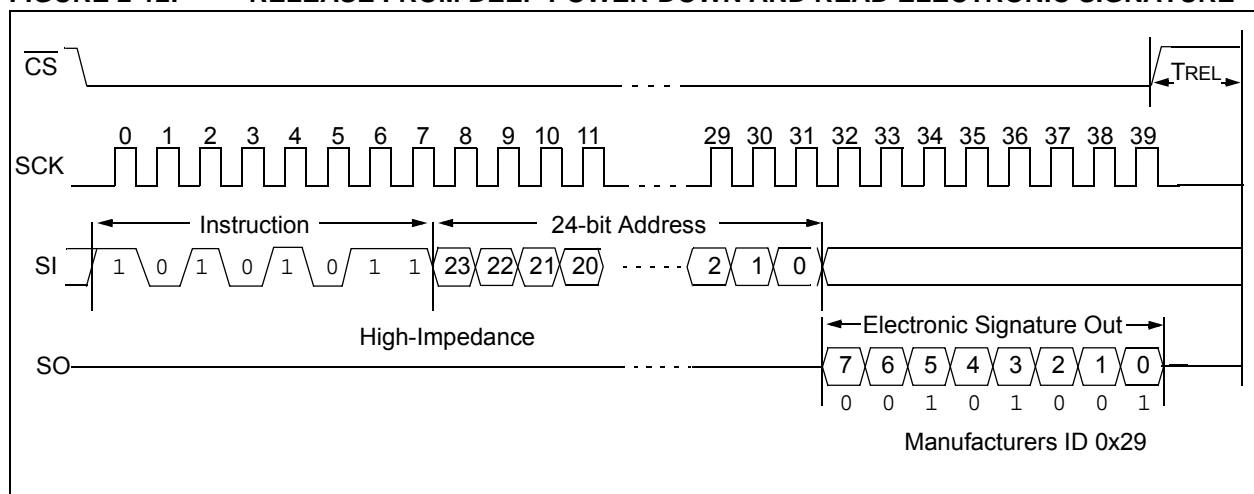 FIGURE 2-12: RELEASE FROM DEEP POWER-DOWN AND READ ELECTRONIC SIGNATURE
CS
TREL
0 1 2 3 4 5 6 7 8 9 10 11 29 30 31 32 33 34 35 36 37 38 39
SCK
Instruction 24-bit Address
SI 1 0 1 0 1 0 1 1 23 22 21 20 2 1 0
High-Impedance
Electronic Signature Out
SO 7 6 5 4 3 2 1 0
0 0 1 0 1 0 0 1
Manufacturers ID 0x29